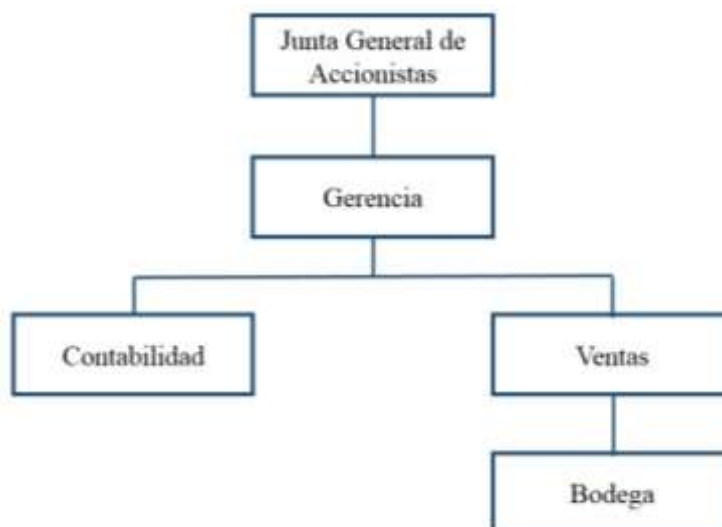 Junta General de
Accionistas
Gerencia
Contabilidad
Ventas
Bodega